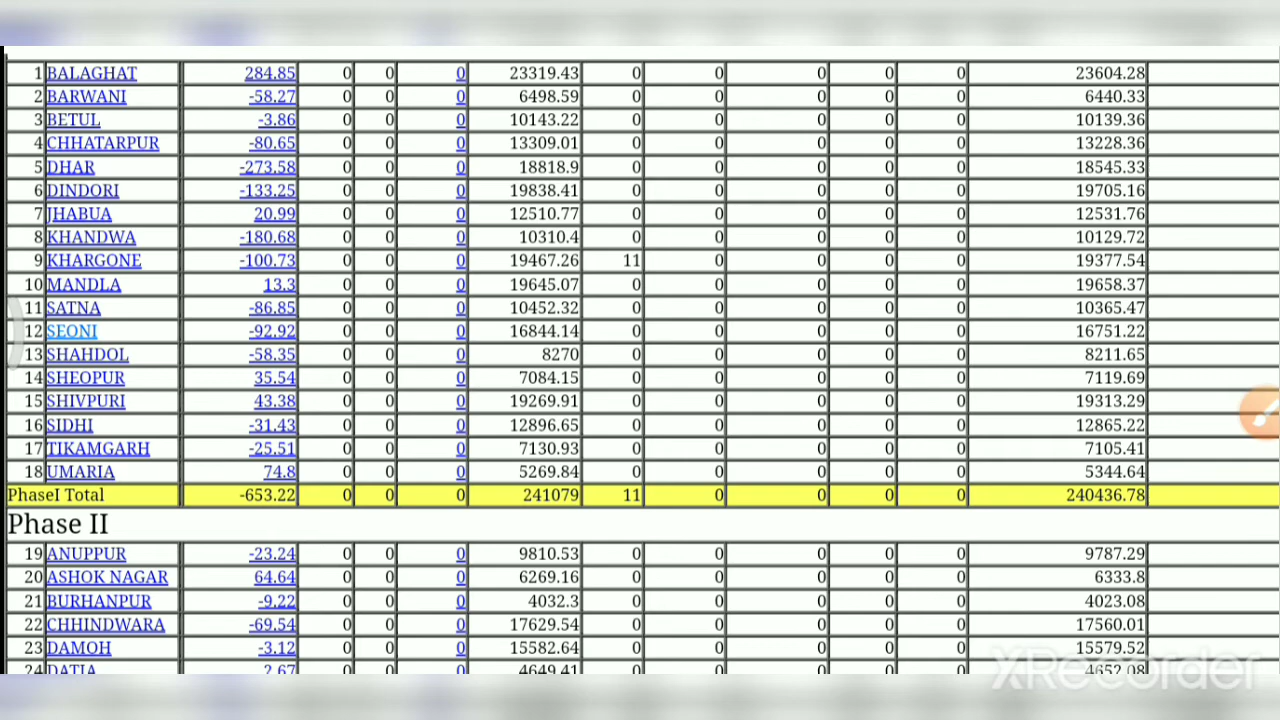 1 BALAGHAT 284.85 0 0 0 23319.43 0 0 0 0 0 23604.28
2 BARWANI -58.27 0 0 0 6498.59 0 0 0 0 0 6440.33
3 BETUL -3.86 0 0 0 10143.22 0 0 0 0 0 10139.36
4 CHHATARPUR -80.65 0 0 0 13309.01 0 0 0 0 0 13228.36
5 DHAR -273.58 0 0 0 18818.9 0 0 0 0 0 18545.33
6 DINDORI -133.25 0 0 0 19838.41 0 0 0 0 0 19705.16
7 JHABUA 20.99 0 0 0 12510.77 0 0 0 0 0 12531.76
8 KHANDWA -180.68 0 0 0 10310.4 0 0 0 0 0 10129.72
9 KHARGONE -100.73 0 0 0 19467.26 11 0 0 0 0 19377.54
10 MANDLA 13.3 0 0 0 19645.07 0 0 0 0 0 19658.37
11 SATNA -86.85 0 0 0 10452.32 0 0 0 0 0 10365.47
12 SEONI -92.92 0 0 0 16844.14 0 0 0 0 0 16751.22
13 SHAHDOL -58.35 0 0 0 8270 0 0 0 0 0 8211.65
14 SHEOPUR 35.54 0 0 0 7084.15 0 0 0 0 0 7119.69
15 SHIVPURI 43.38 0 0 0 19269.91 0 0 0 0 0 19313.29
16 SIDHI -31.43 0 0 0 12896.65 0 0 0 0 0 12865.22
17 TIKAMGARH -25.51 0 0 0 7130.93 0 0 0 0 0 7105.41
18 UMARIA 74.8 0 0 0 5269.84 0 0 0 0 0 5344.64
PhaseI Total -653.22 0 0 0 241079 11 0 0 0 0 240436.78
Phase II
19 ANUPPUR -23.24 0 0 0 9810.53 0 0 0 0 0 9787.29
20 ASHOK NAGAR 64.64 0 0 0 6269.16 0 0 0 0 0 6333.8
21 BURHANPUR -9.22 0 0 0 4032.3 0 0 0 0 0 4023.08
22 CHHINDWARA -69.54 0 0 0 17629.54 0 0 0 0 0 17560.01
23 DAMOH -3.12 0 0 0 15582.64 0 0 0 0 0 15579.52
24 DATIA 2.67 0 0 0 4649.41 0 0 0 0 0 4652.08
XRecorder